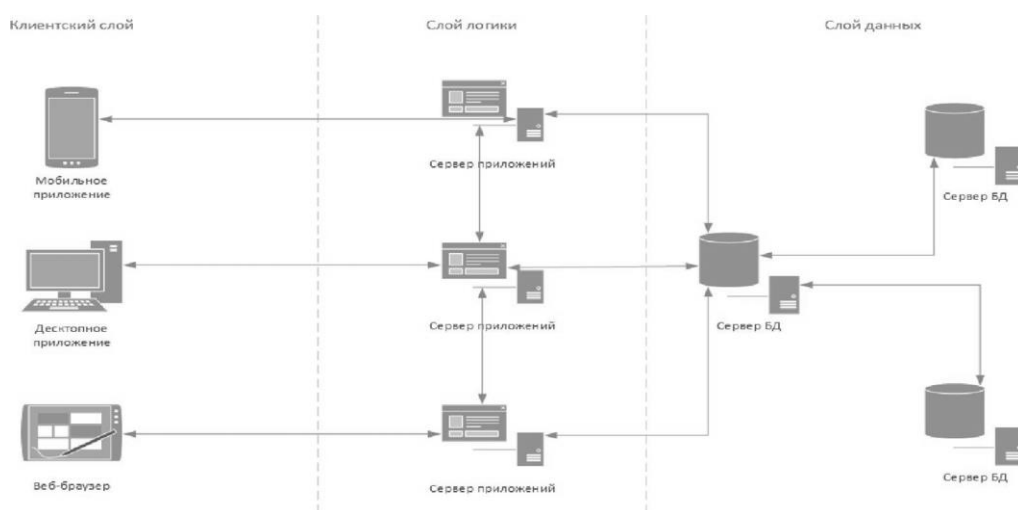 Клиентский слой
Слой логики
Слой данных
Мобильное
приложение
Сервер приложений
Сервер БД
Десктопное
приложение
Сервер приложений
Сервер БД
Веб-браузер
Сервер приложений
Сервер БД